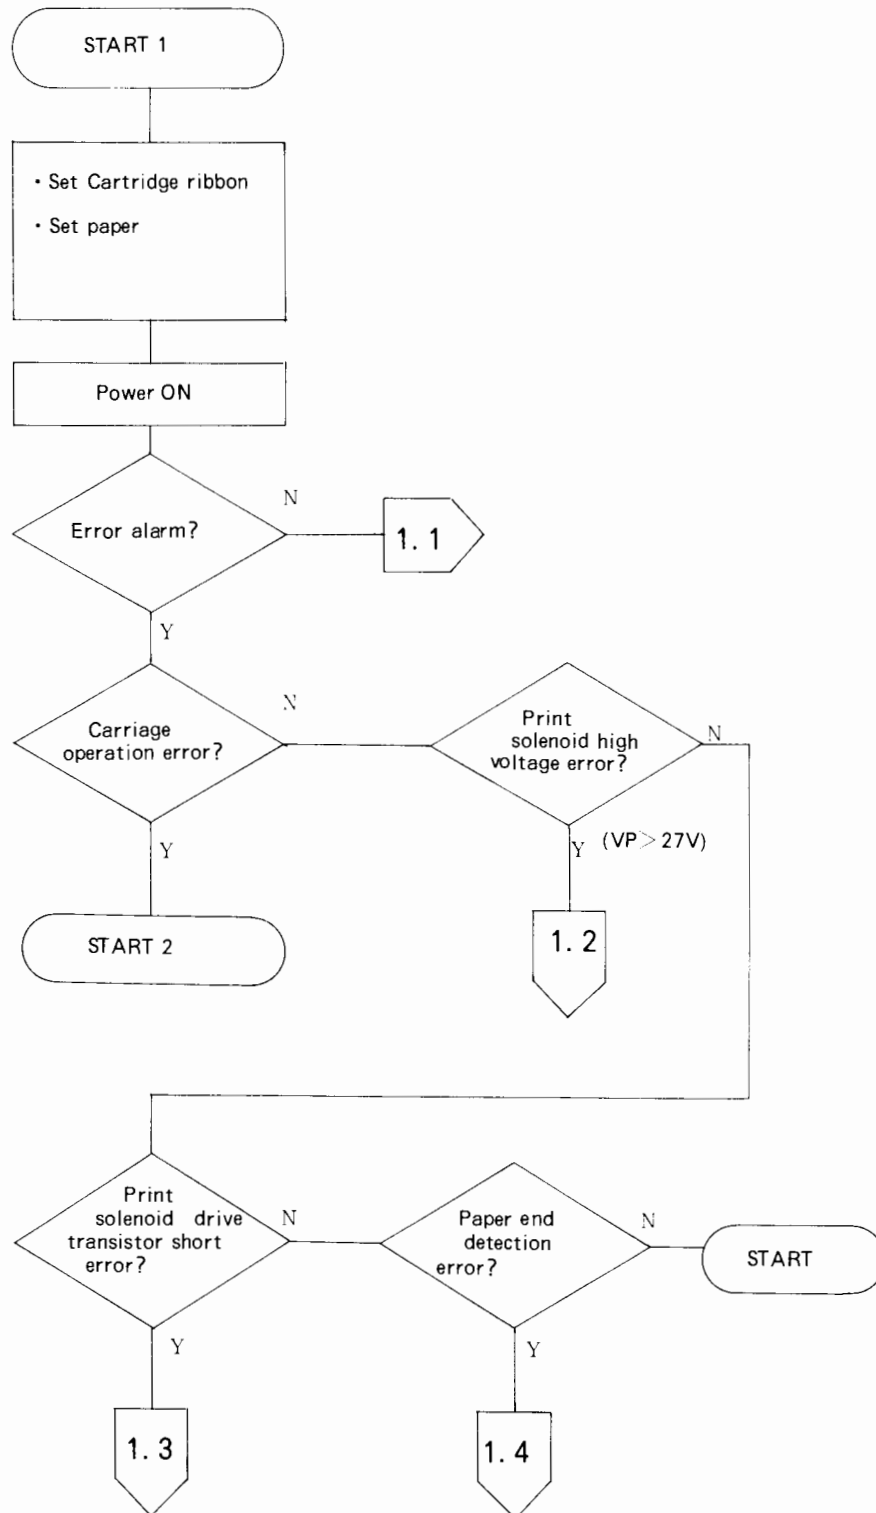 START 1
• Set Cartridge ribbon
• Set paper
Power ON
Error alarm?
N
1. 1
Y
Carriage
operation error?
N
Print
solenoid high
voltage error?
N
Y
Y (VP > 27V)
START 2
1. 2
Print
solenoid drive
transistor short
error?
N
Paper end
detection
error?
N
START
Y
Y
1. 3
1. 4